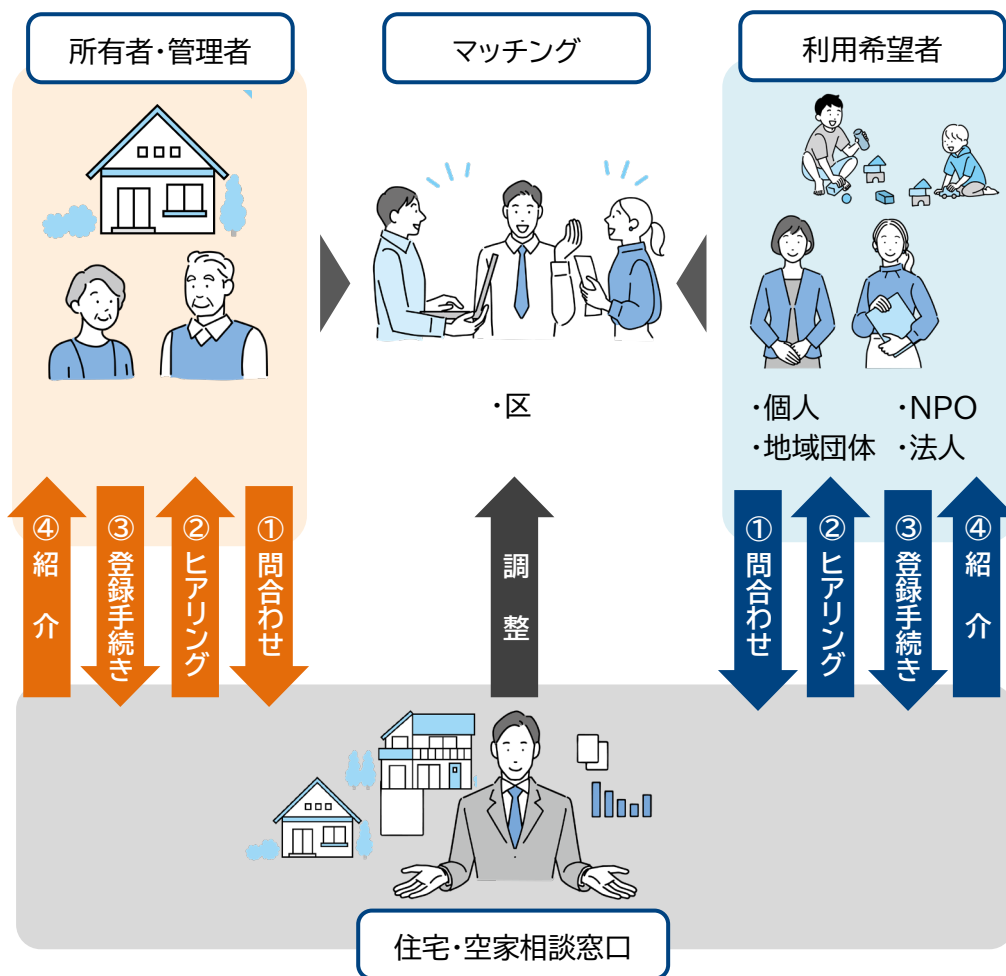 所有者・管理者
マッチング
利用希望者
・区
・個人
・NPO
・地域団体
・法人
④紹介
③登録手続き
②ヒアリング
①問合わせ
調整
①問合わせ
②ヒアリング
③登録手続き
④紹介
住宅・空家相談窓口